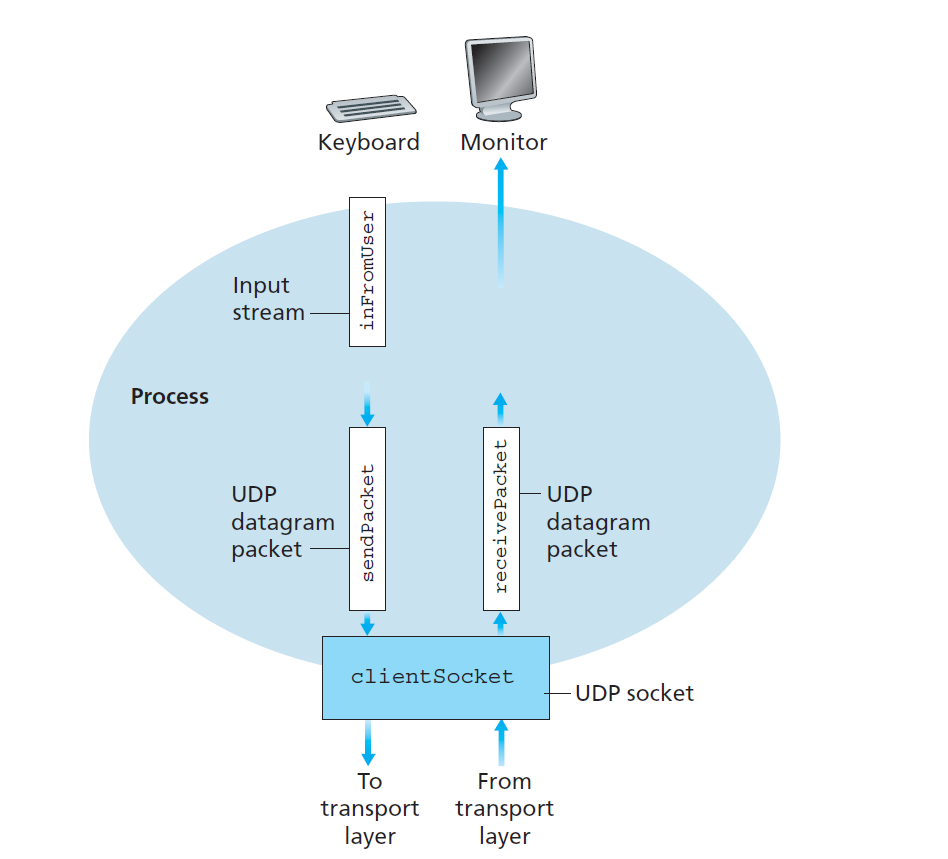 Keyboard
Monitor
inFromUser
Input
stream
Process
UDP
datagram
packet
sendPacket
receivePacket
UDP
datagram
packet
clientSocket
UDP socket
To
transport
layer
From
transport
layer